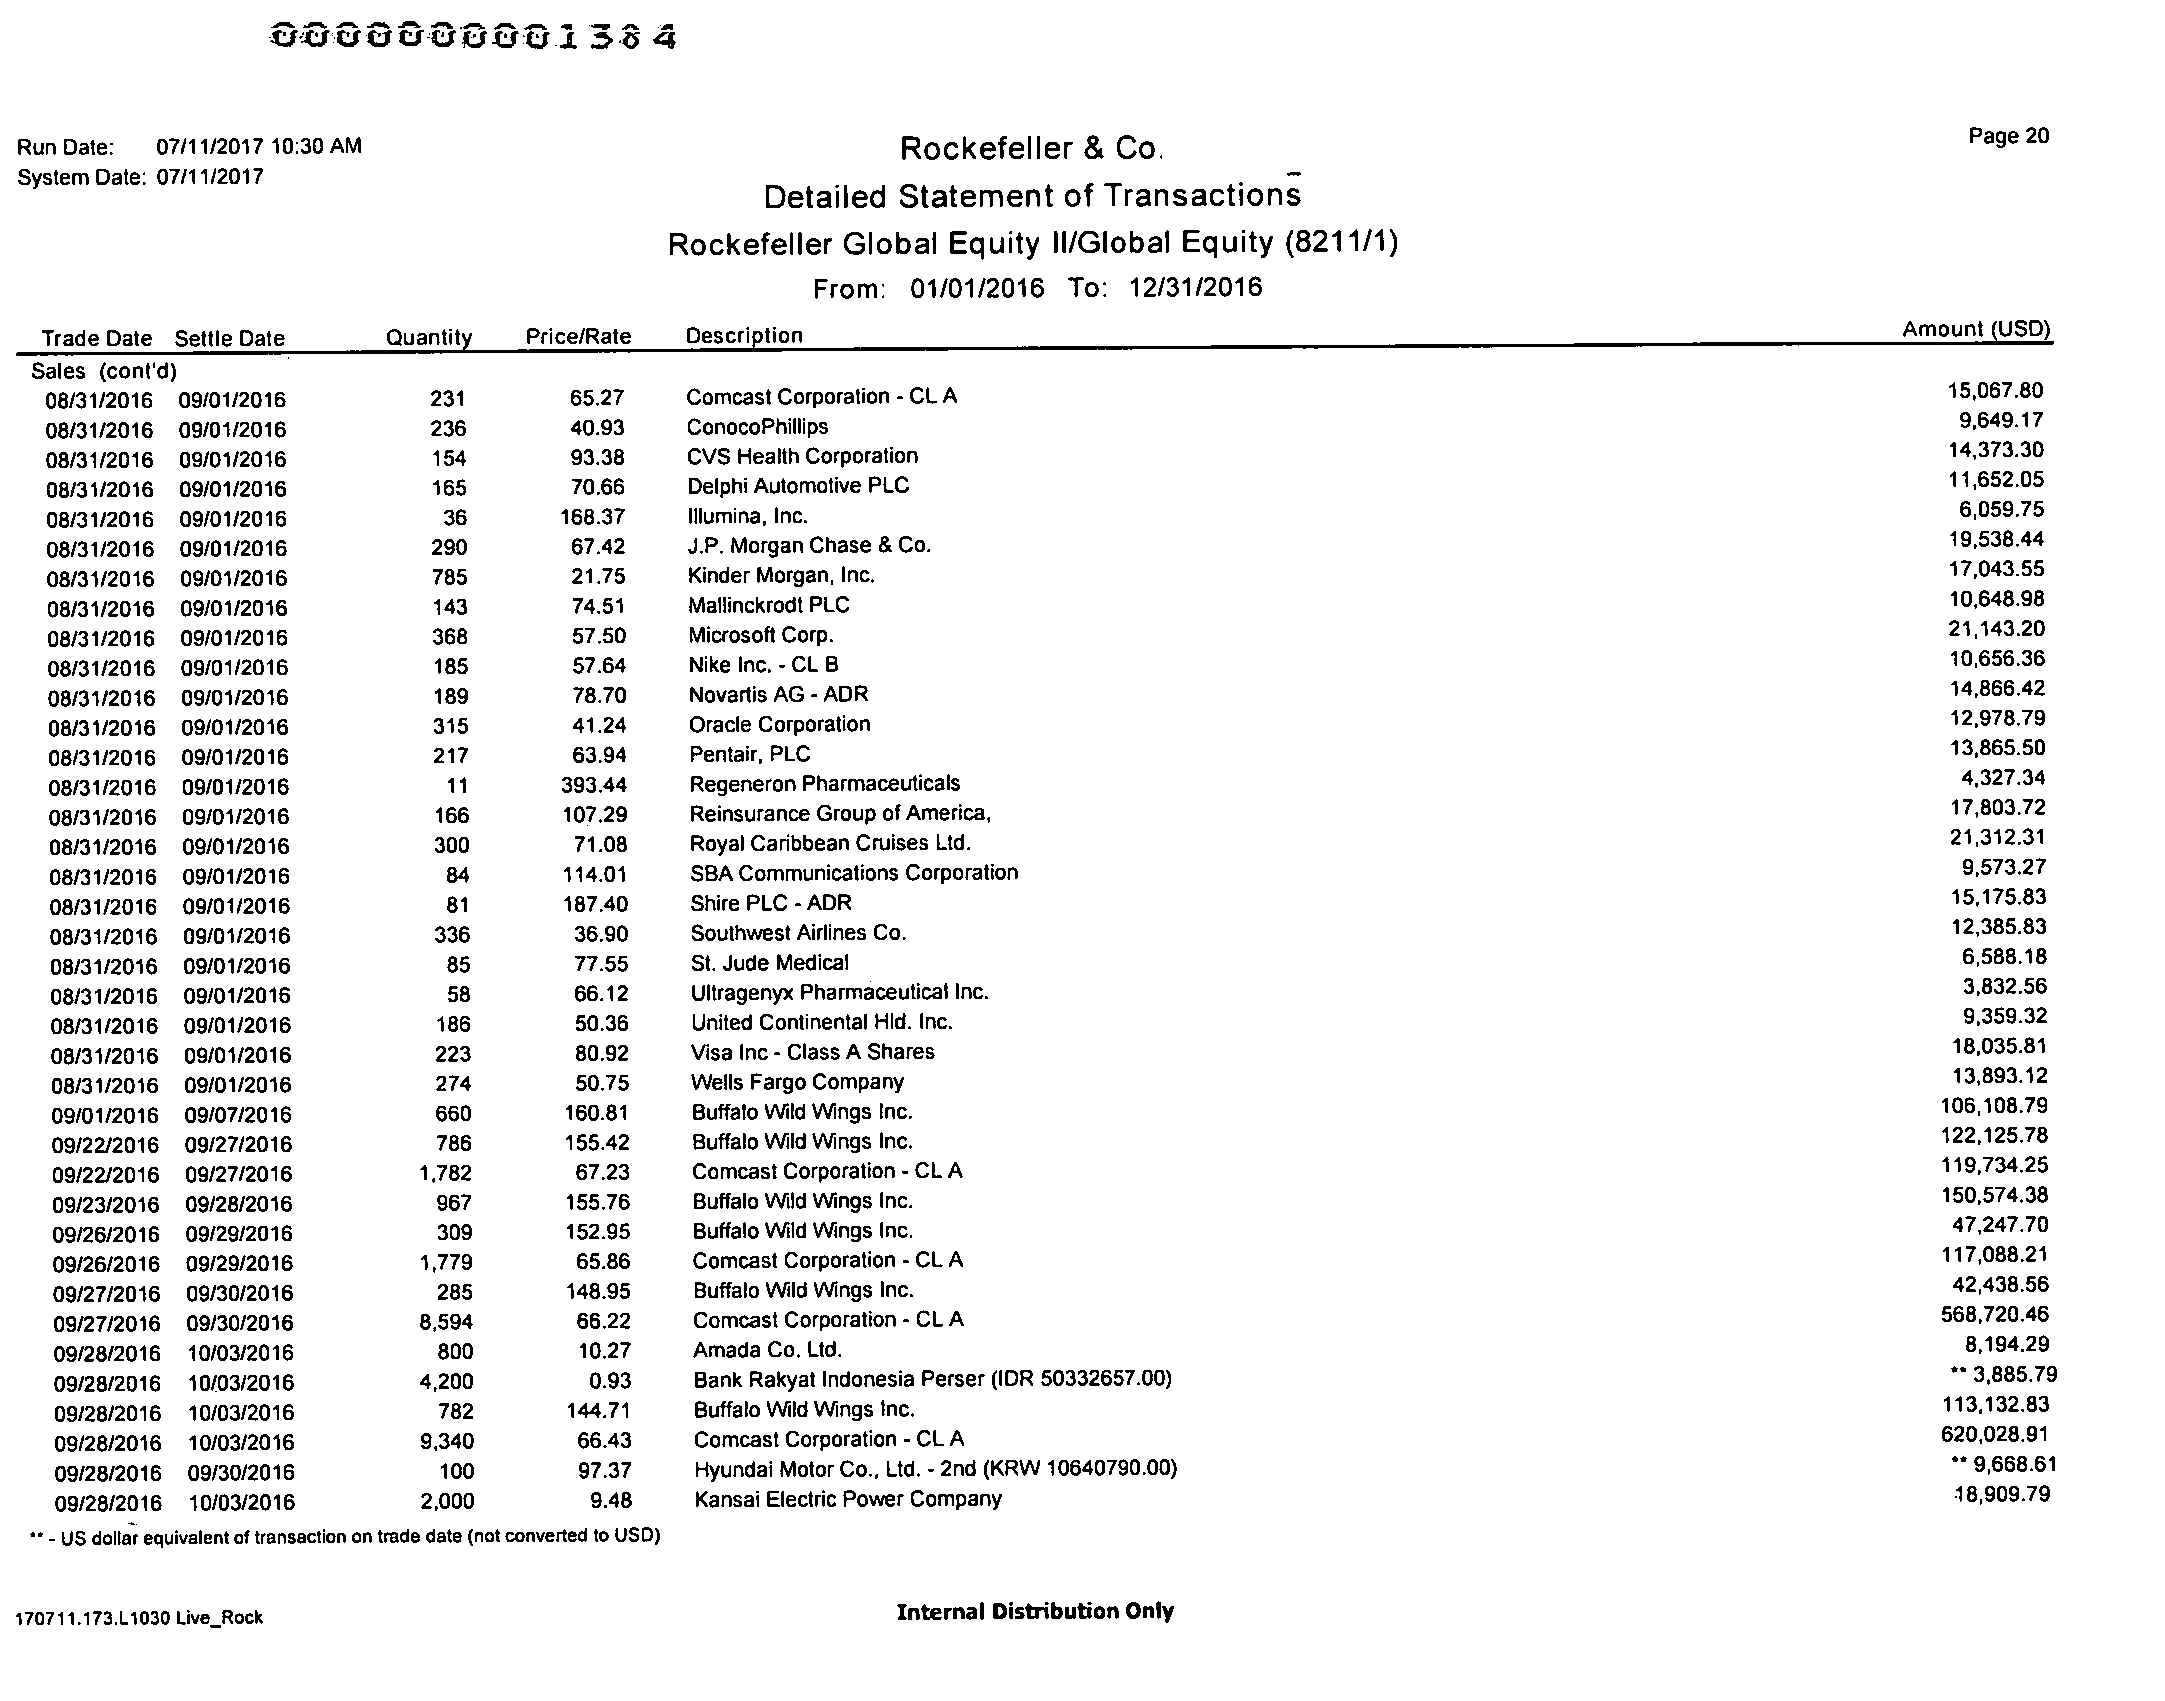 0000000001384
Run Date: 07/11/2017 10:30 AM
Rockefeller & Co.
Page 20
System Date: 07/11/2017
Detailed Statement of Transactions
Rockefeller Global Equity II/Global Equity (8211/1)
From: 01/01/2016 To: 12/31/2016
Trade Date Settle Date Quantity Price/Rate Description Amount (USD)
Sales (cont'd)
08/31/2016 09/01/2016 231 65.27 Comcast Corporation - CL A 15,067.80
08/31/2016 09/01/2016 236 40.93 ConocoPhillips 9,649.17
08/31/2016 09/01/2016 154 93.38 CVS Health Corporation 14,373.30
08/31/2016 09/01/2016 165 70.66 Delphi Automotive PLC 11,652.05
08/31/2016 09/01/2016 36 168.37 Illumina, Inc. 6,059.75
08/31/2016 09/01/2016 290 67.42 J.P. Morgan Chase & Co. 19,538.44
08/31/2016 09/01/2016 785 21.75 Kinder Morgan, Inc. 17,043.55
08/31/2016 09/01/2016 143 74.51 Mallinckrodt PLC 10,648.98
08/31/2016 09/01/2016 368 57.50 Microsoft Corp. 21,143.20
08/31/2016 09/01/2016 185 57.64 Nike Inc. - CL B 10,656.36
08/31/2016 09/01/2016 189 78.70 Novartis AG - ADR 14,866.42
08/31/2016 09/01/2016 315 41.24 Oracle Corporation 12,978.79
08/31/2016 09/01/2016 217 63.94 Pentair, PLC 13,865.50
08/31/2016 09/01/2016 11 393.44 Regeneron Pharmaceuticals 4,327.34
08/31/2016 09/01/2016 166 107.29 Reinsurance Group of America, 17,803.72
08/31/2016 09/01/2016 300 71.08 Royal Caribbean Cruises Ltd. 21,312.31
08/31/2016 09/01/2016 84 114.01 SBA Communications Corporation 9,573.27
08/31/2016 09/01/2016 81 187.40 Shire PLC - ADR 15,175.83
08/31/2016 09/01/2016 336 36.90 Southwest Airlines Co. 12,385.83
08/31/2016 09/01/2016 85 77.55 St. Jude Medical 6,588.18
08/31/2016 09/01/2016 58 66.12 Ultragenyx Pharmaceutical Inc. 3,832.56
08/31/2016 09/01/2016 186 50.36 United Continental Hld. Inc. 9,359.32
08/31/2016 09/01/2016 223 80.92 Visa Inc - Class A Shares 18,035.81
08/31/2016 09/01/2016 274 50.75 Wells Fargo Company 13,893.12
09/01/2016 09/07/2016 660 160.81 Buffalo Wild Wings Inc. 106,108.79
09/22/2016 09/27/2016 786 155.42 Buffalo Wild Wings Inc. 122,125.78
09/22/2016 09/27/2016 1,782 67.23 Comcast Corporation - CL A 119,734.25
09/23/2016 09/28/2016 967 155.76 Buffalo Wild Wings Inc. 150,574.38
09/26/2016 09/29/2016 309 152.95 Buffalo Wild Wings Inc. 47,247.70
09/26/2016 09/29/2016 1,779 65.86 Comcast Corporation - CL A 117,088.21
09/27/2016 09/30/2016 285 148.95 Buffalo Wild Wings Inc. 42,438.56
09/27/2016 09/30/2016 8,594 66.22 Comcast Corporation - CL A 568,720.46
09/28/2016 10/03/2016 800 10.27 Amada Co. Ltd. 8,194.29
09/28/2016 10/03/2016 4,200 0.93 Bank Rakyat Indonesia Perser (IDR 50332657.00) ** 3,885.79
09/28/2016 10/03/2016 782 144.71 Buffalo Wild Wings Inc. 113,132.83
09/28/2016 10/03/2016 9,340 66.43 Comcast Corporation - CL A 620,028.91
09/28/2016 09/30/2016 100 97.37 Hyundai Motor Co., Ltd. - 2nd (KRW 10640790.00) ** 9,668.61
09/28/2016 10/03/2016 2,000 9.48 Kansai Electric Power Company 18,909.79
** - US dollar equivalent of transaction on trade date (not converted to USD)
170711.173.L1030 Live_Rock
Internal Distribution Only